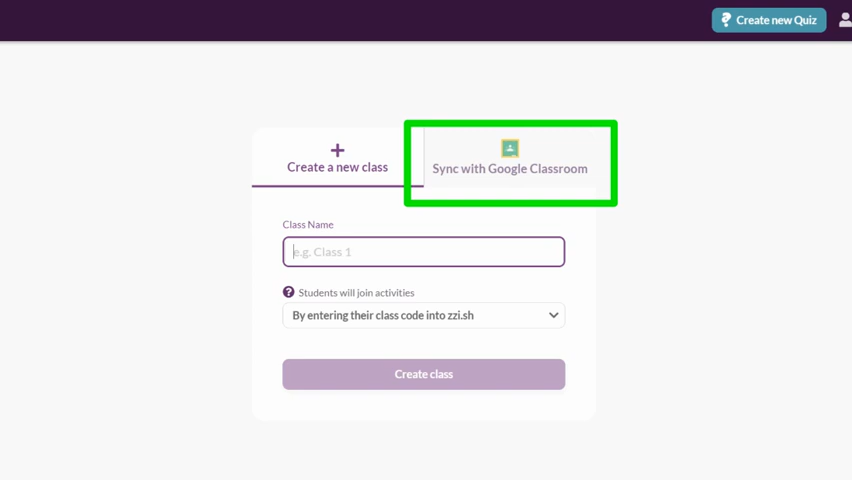 Create new Quiz
Create a new class
Sync with Google Classroom
Class Name
e.g. Class 1
Students will join activities
By entering their class code into zzi.sh
Create class